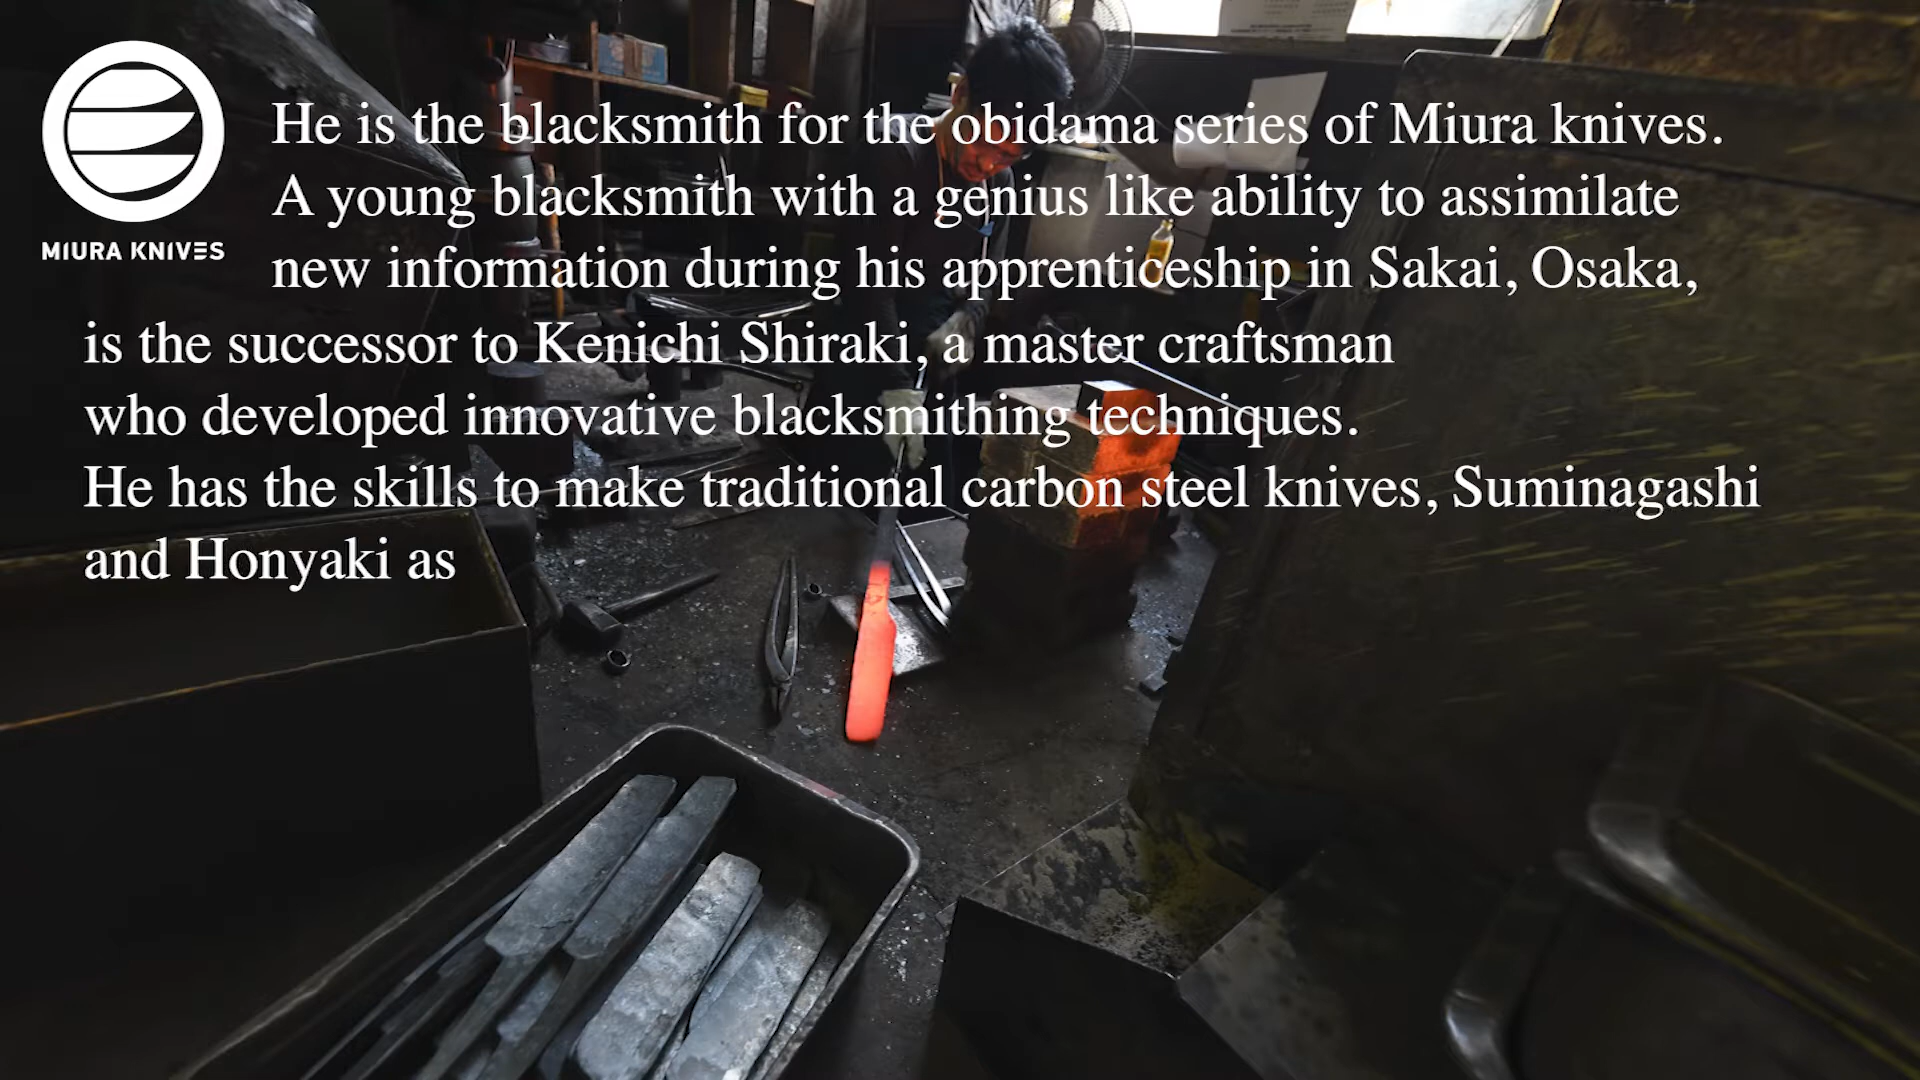 MIURA KNIVES
He is the blacksmith for the obidama series of Miura knives.
A young blacksmith with a genius like ability to assimilate
new information during his apprenticeship in Sakai, Osaka,
is the successor to Kenichi Shiraki, a master craftsman
who developed innovative blacksmithing techniques.
He has the skills to make traditional carbon steel knives, Suminagashi
and Honyaki as